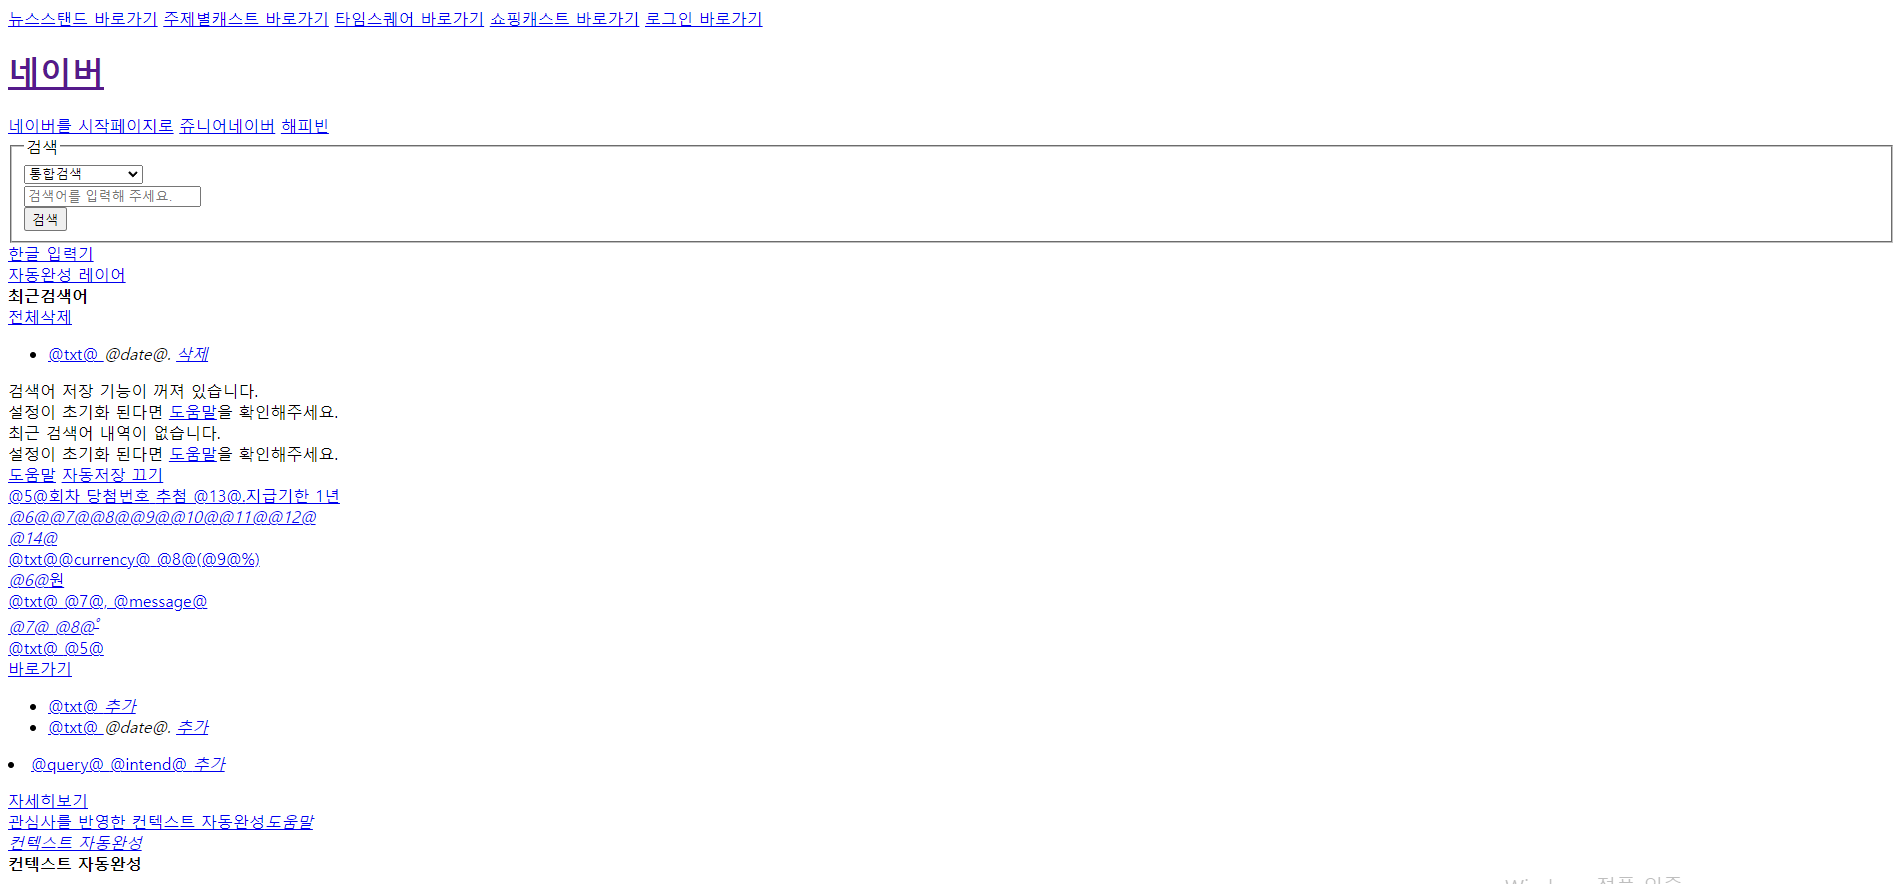 뉴스스탠드 바로가기 주제별캐스트 바로가기 타임스퀘어 바로가기 쇼핑캐스트 바로가기 로그인 바로가기
네이버
네이버를 시작페이지로 쥬니어네이버 해피빈
검색
통합검색
검색어를 입력해 주세요.
검색
한글 입력기
자동완성 레이어
최근검색어
전체삭제
@txt@ @date@. 삭제
검색어 저장 기능이 꺼져 있습니다.
설정이 초기화 된다면 도움말을 확인해주세요.
최근 검색어 내역이 없습니다.
설정이 초기화 된다면 도움말을 확인해주세요.
도움말 자동저장 끄기
@5@회차 당첨번호 추첨 @13@.지급기한 1년
@6@@7@@8@@9@@10@@11@@12@
@14@
@txt@@currency@ @8@(@9@%)
@6@원
@txt@ @7@, @message@
@7@ @8@°
@txt@ @5@
바로가기
@txt@ 추가
@txt@ @date@. 추가
@query@ @intend@ 추가
자세히보기
관심사를 반영한 컨텍스트 자동완성도움말
컨텍스트 자동완성
컨텍스트 자동완성
Windows 정품 인증